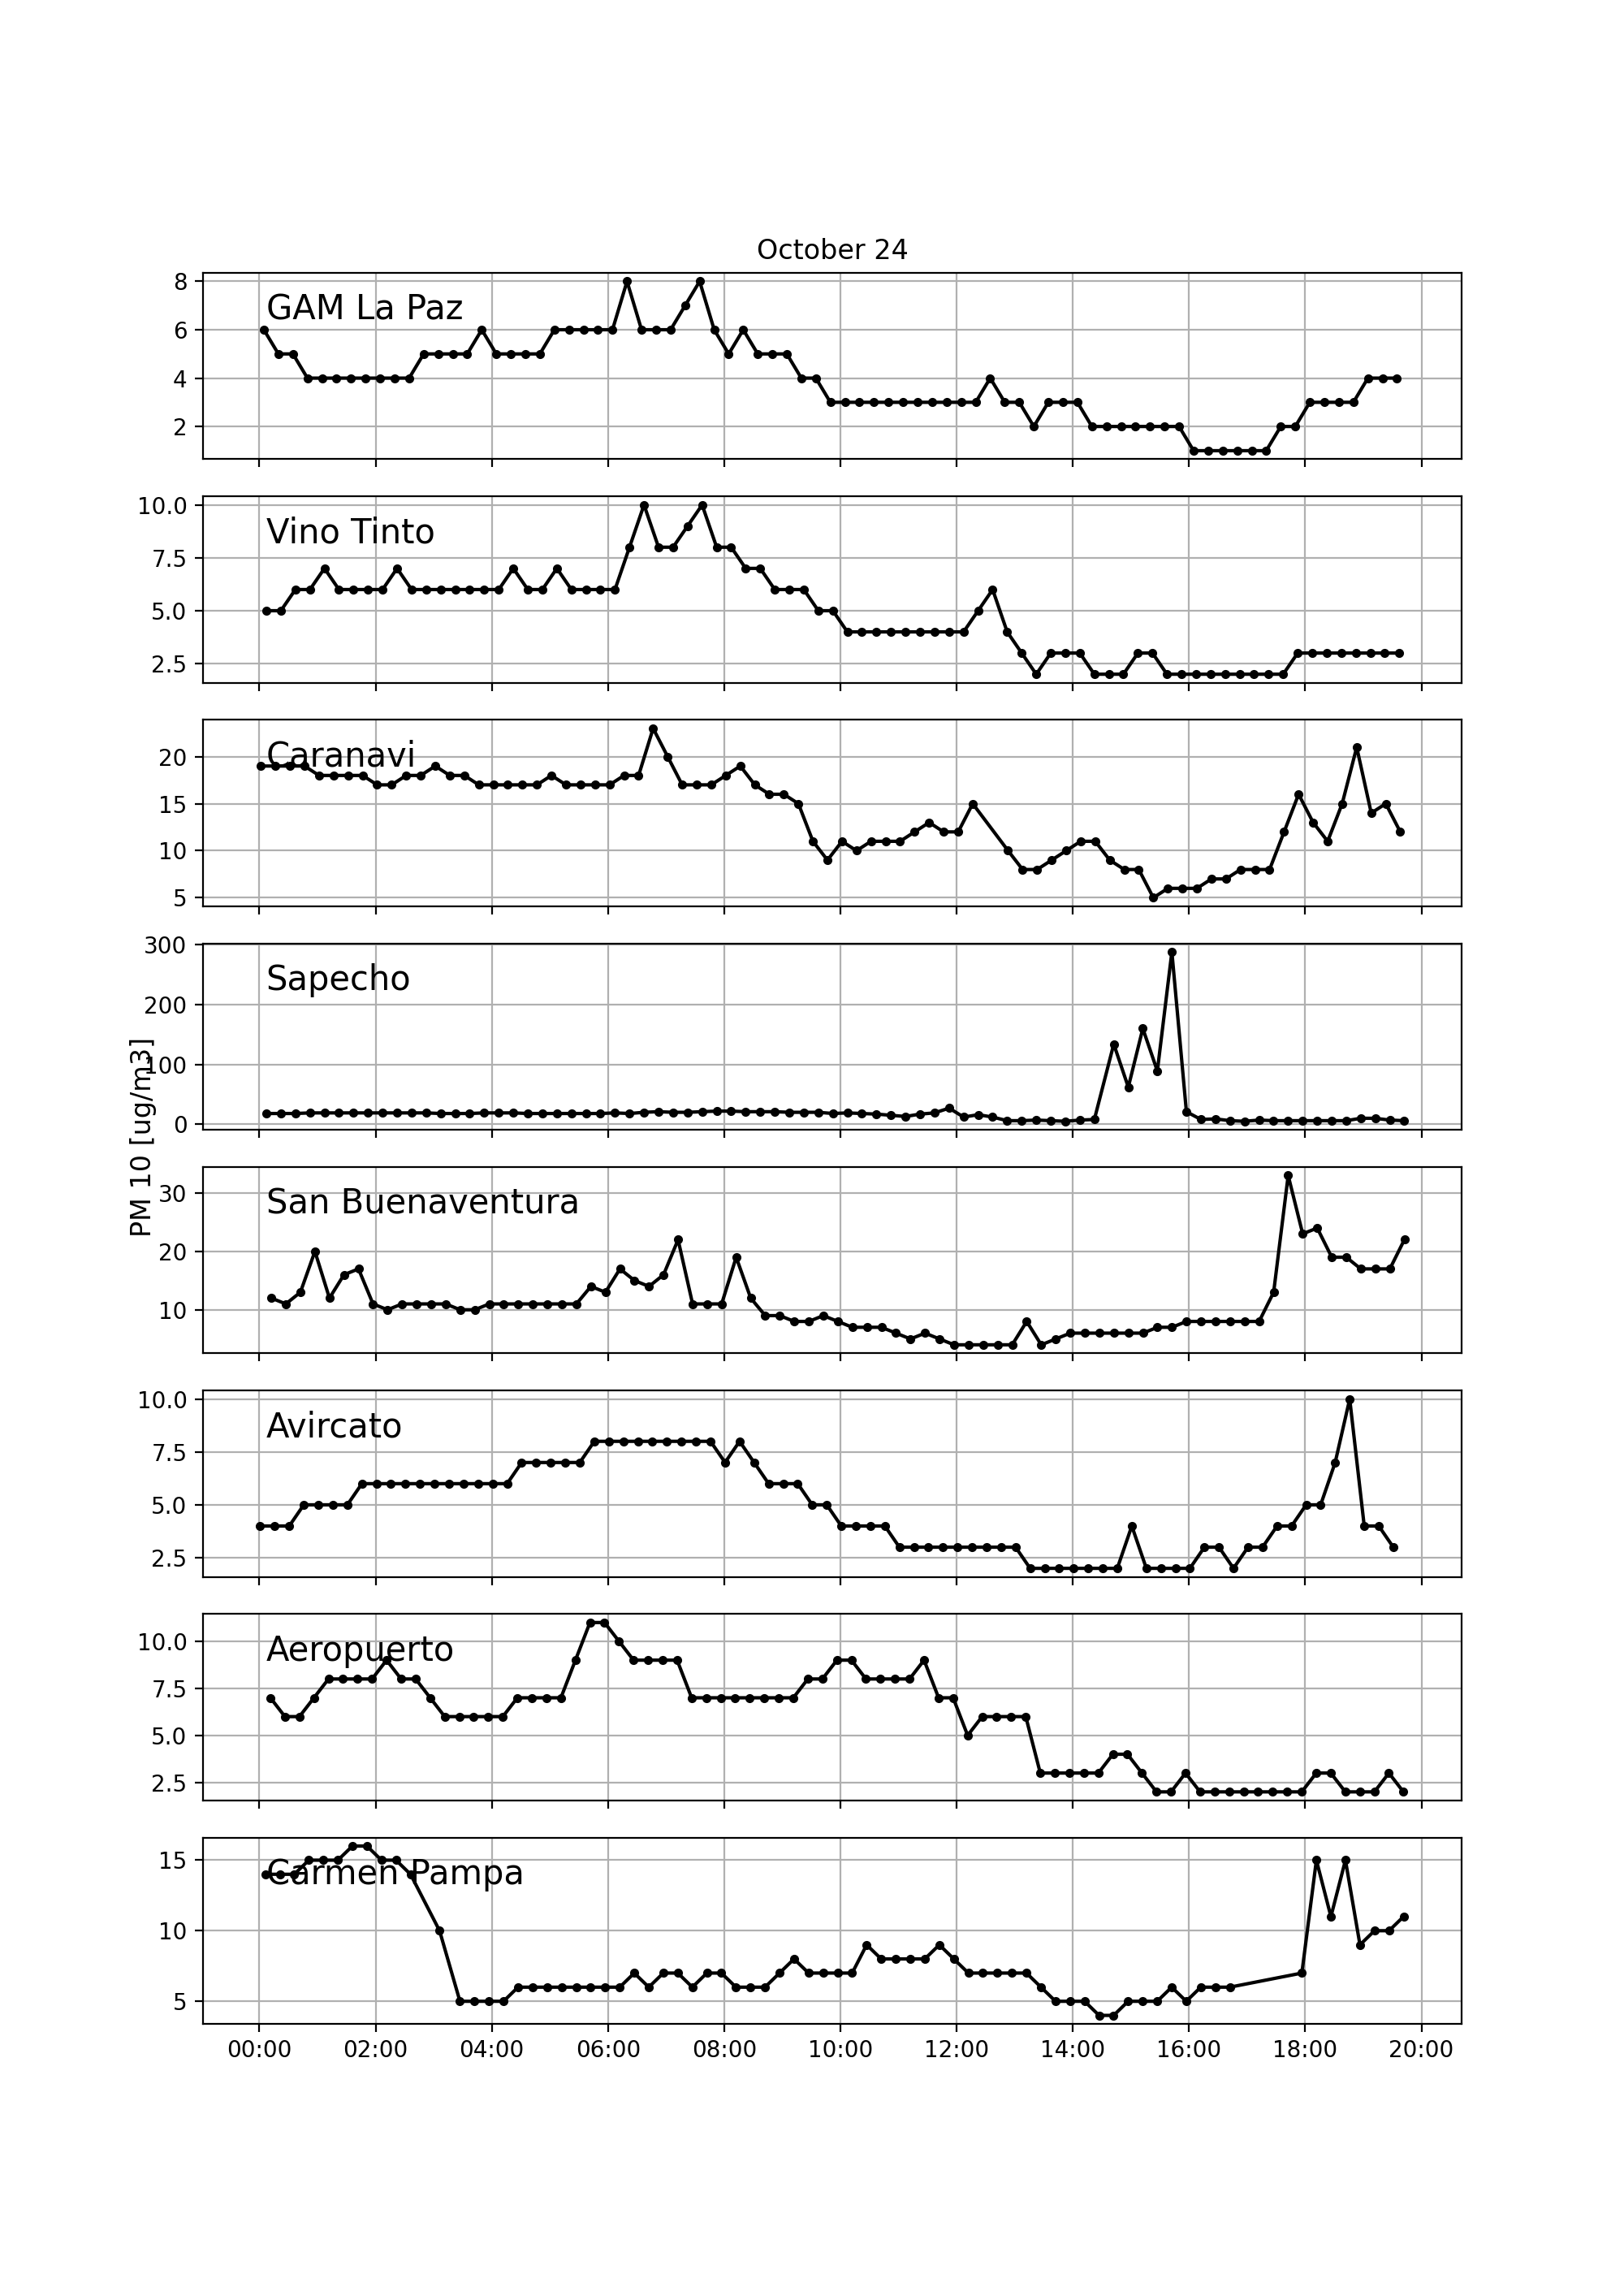 October 24
8
GAM La Paz
6
4
2
10.0
Vino Tinto
7.5
5.0
2.5
Caranavi
20
15
10
5
300
Sapecho
200
100
0
PM 10 [ug/m3]
30
San Buenaventura
20
10
10.0
Avircato
7.5
5.0
2.5
10.0
Aeropuerto
7.5
5.0
2.5
15
Carmen Pampa
10
5
00:00 02:00 04:00 06:00 08:00 10:00 12:00 14:00 16:00 18:00 20:00